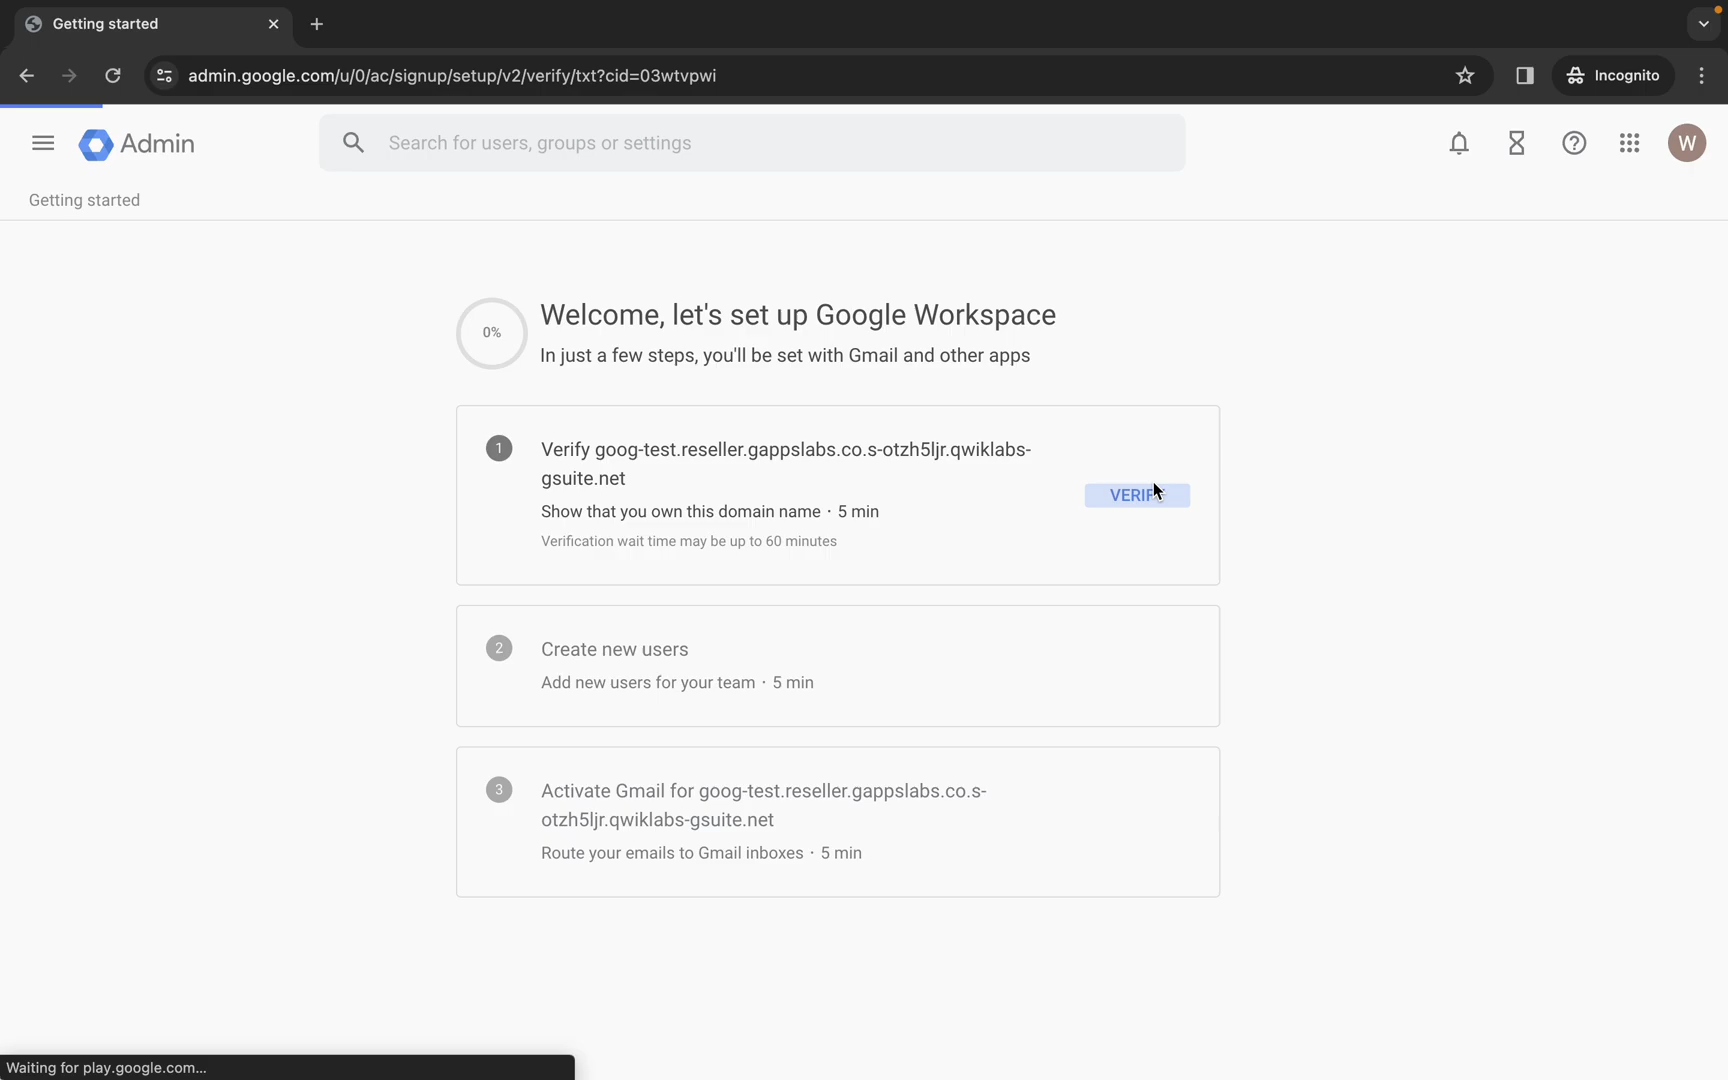 Getting started
admin.google.com/u/0/ac/signup/setup/v2/verify/txt?cid=03wtvpwi
Incognito
Admin
Search for users, groups or settings
W
Getting started
0%
Welcome, let's set up Google Workspace
In just a few steps, you'll be set with Gmail and other apps
1
Verify goog-test.reseller.gappslabs.co.s-otzh5ljr.qwiklabs-
gsuite.net
Show that you own this domain name · 5 min
Verification wait time may be up to 60 minutes
VERIFY
2
Create new users
Add new users for your team · 5 min
3
Activate Gmail for goog-test.reseller.gappslabs.co.s-
otzh5ljr.qwiklabs-gsuite.net
Route your emails to Gmail inboxes · 5 min
Waiting for play.google.com...